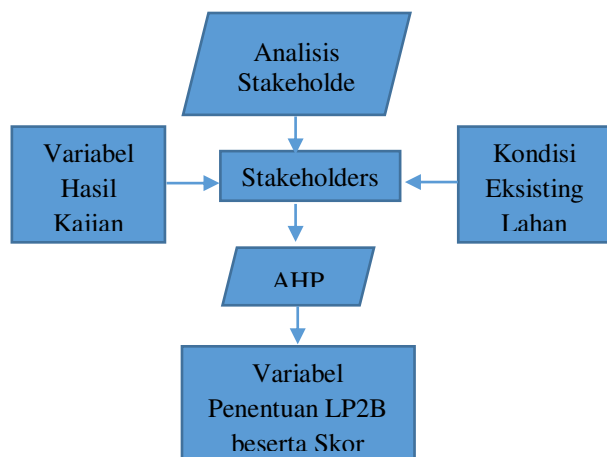 Analisis
Stakeholde
Variabel
Hasil
Kajian
Stakeholders
Kondisi
Eksisting
Lahan
AHP
Variabel
Penentuan LP2B
beserta Skor